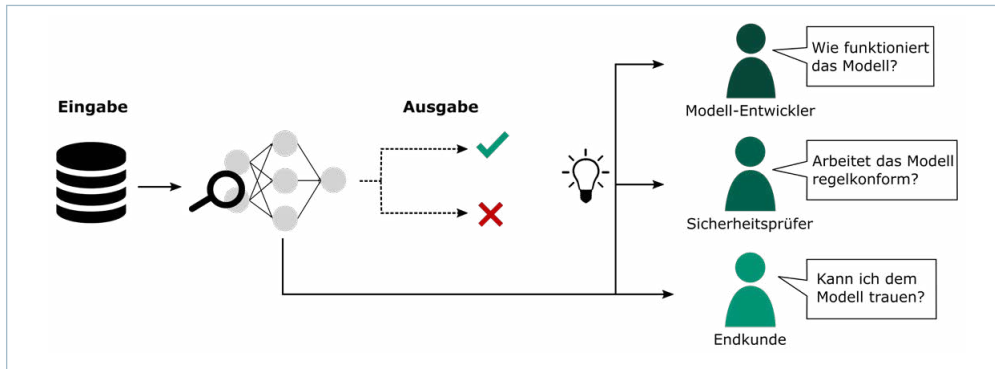 Eingabe
Ausgabe
Wie funktioniert
das Modell?
Modell-Entwickler
Arbeitet das Modell
regelkonform?
Sicherheitsprüfer
Kann ich dem
Modell trauen?
Endkunde